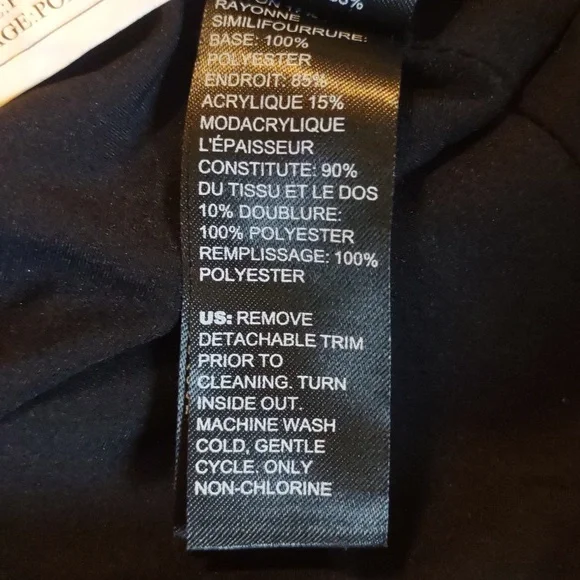 RAYONNE
SIMILIFOURRURE:
BASE: 100%
POLYESTER
ENDROIT: 85%
ACRYLIQUE 15%
MODACRYLIQUE
L'ÉPAISSEUR
CONSTITUTE: 90%
DU TISSU ET LE DOS
10% DOUBLURE:
100% POLYESTER
REMPLISSAGE: 100%
POLYESTER
US: REMOVE
DETACHABLE TRIM
PRIOR TO
CLEANING. TURN
INSIDE OUT.
MACHINE WASH
COLD, GENTLE
CYCLE. ONLY
NON-CHLORINE